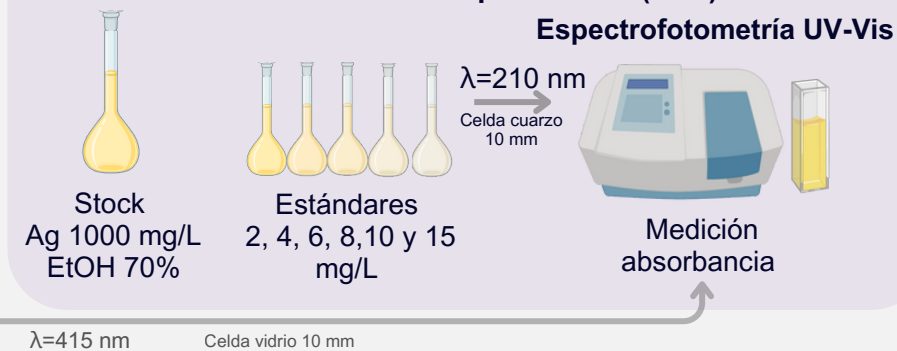 Espectrofotometría UV-Vis
λ=210 nm
Celda cuarzo
10 mm
Stock
Ag 1000 mg/L
EtOH 70%
Estándares
2, 4, 6, 8,10 y 15
mg/L
Medición
absorbancia
λ=415 nm
Celda vidrio 10 mm